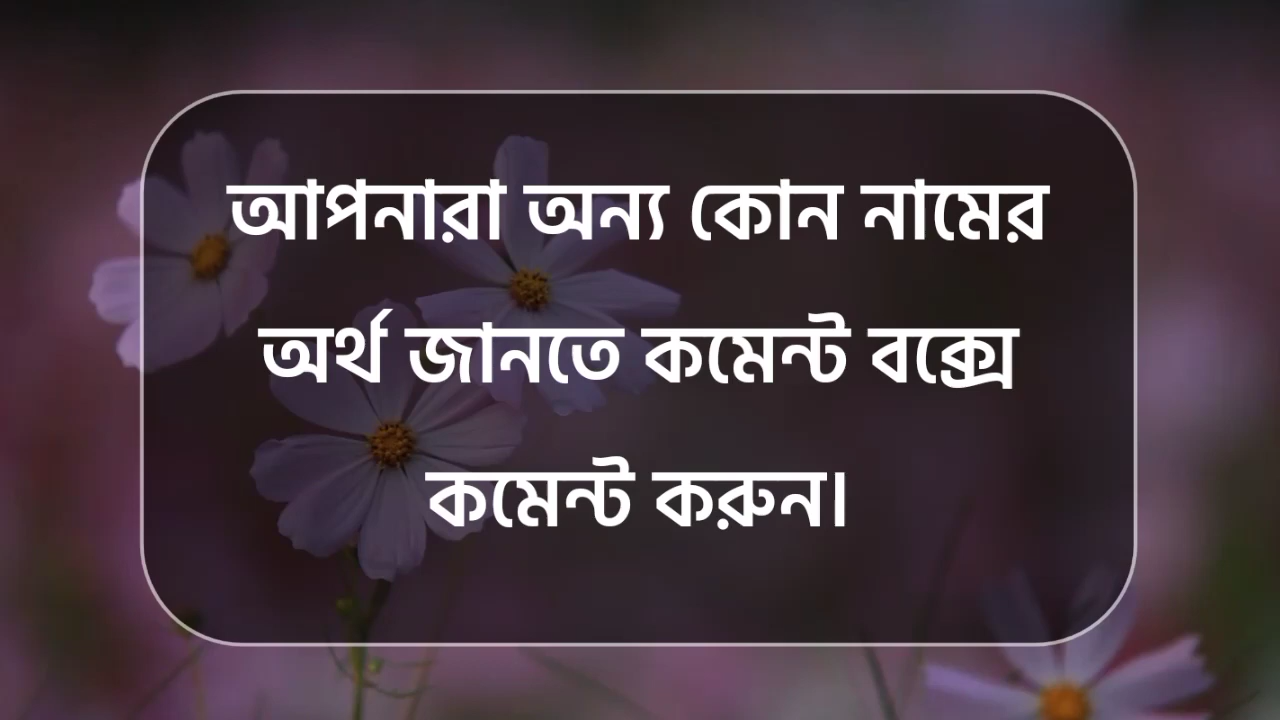 আপনারা অন্য কোন নামের
অর্থ জানতে কমেন্ট বক্সে
কমেন্ট করুন।